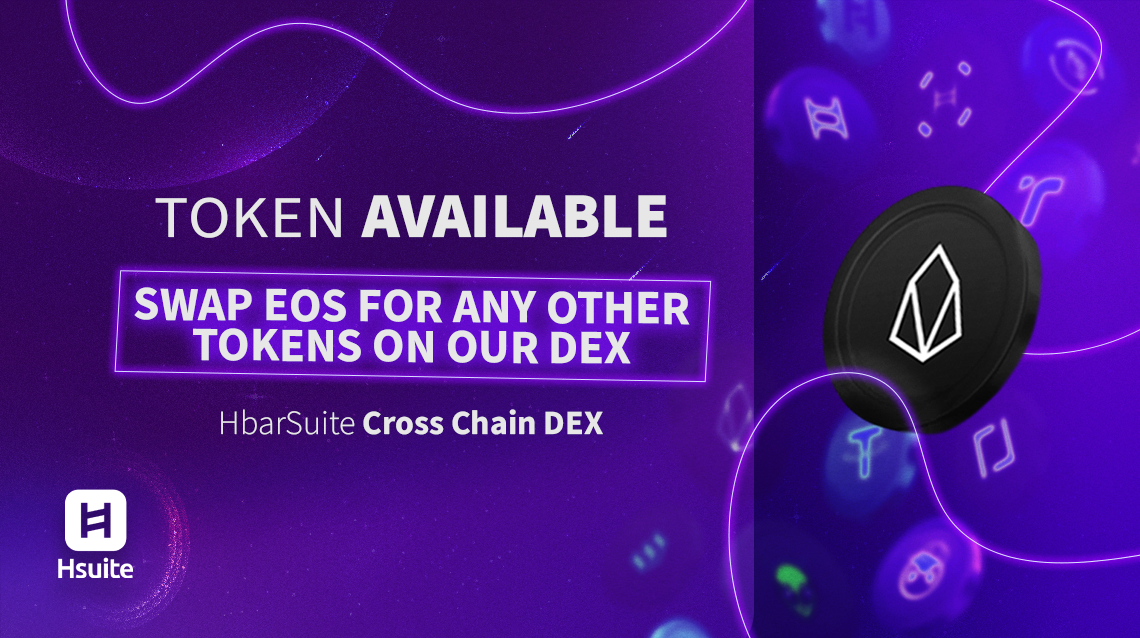 TOKEN AVAILABLE
SWAP EOS FOR ANY OTHER
TOKENS ON OUR DEX
HbarSuite Cross Chain DEX
Hsuite